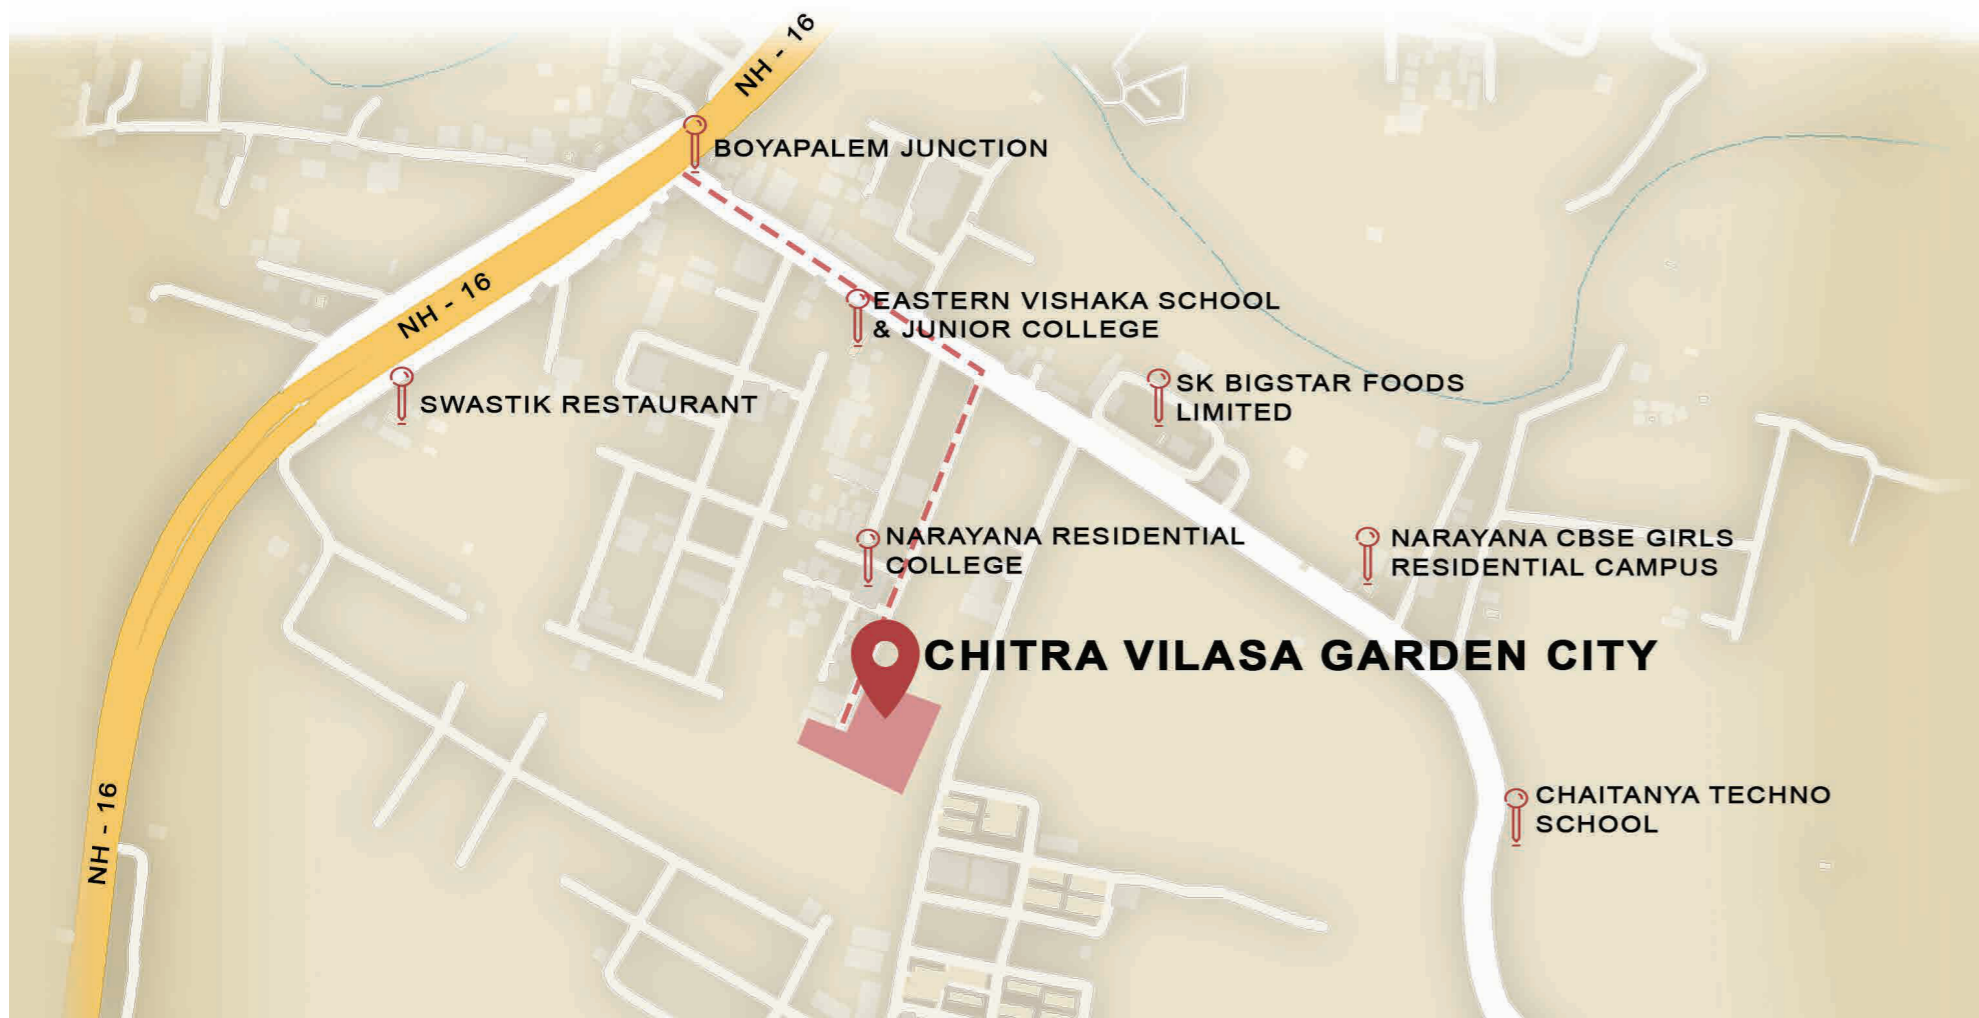 NH - 16
BOYAPALEM JUNCTION
NH - 16
EASTERN VISHAKA SCHOOL
& JUNIOR COLLEGE
SWASTIK RESTAURANT
SK BIGSTAR FOODS
LIMITED
NARAYANA RESIDENTIAL
COLLEGE
NARAYANA CBSE GIRLS
RESIDENTIAL CAMPUS
CHITRA VILASA GARDEN CITY
NH - 16
CHAITANYA TECHNO
SCHOOL